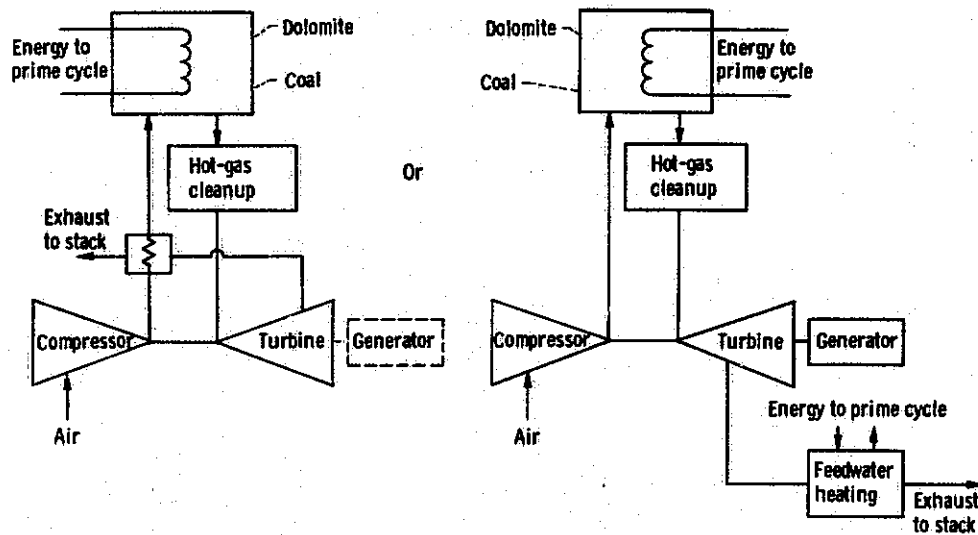 Energy to
prime cycle
Dolomite
Coal
Hot-gas
cleanup
Exhaust
to stack
Compressor
Turbine
Generator
Air
Or
Dolomite
Coal
Energy to
prime cycle
Hot-gas
cleanup
Compressor
Turbine
Generator
Air
Energy to prime cycle
Feedwater
heating
Exhaust
to stack